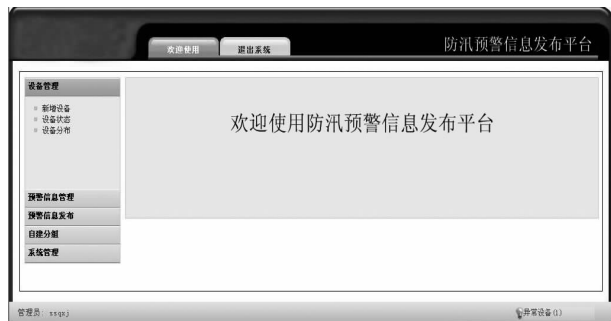 欢迎使用
退出系统
防汛预警信息发布平台
设备管理
新增设备
设备状态
设备分布
欢迎使用防汛预警信息发布平台
预警信息管理
预警信息发布
自建分组
系统管理
管理员:
异常设备(1)